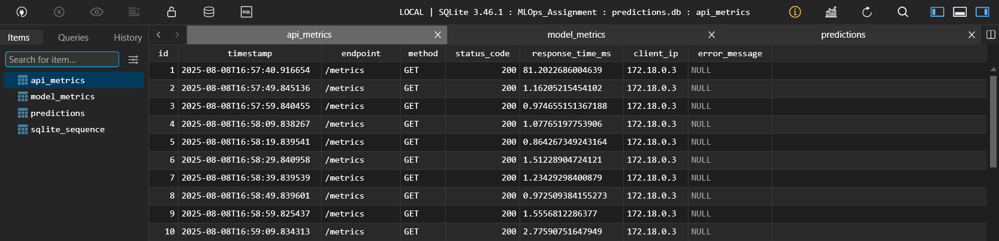 SQL LOCAL | SQLite 3.46.1 : MLOps_Assignment : predictions.db : api_metrics
Items Queries History
api_metrics model_metrics predictions
Search for item...
api_metrics
model_metrics
predictions
sqlite_sequence
id timestamp endpoint method status_code response_time_ms client_ip error_message
1 2025-08-08T16:57:40.916654 /metrics GET 200 81.2022686004639 172.18.0.3 NULL
2 2025-08-08T16:57:49.845136 /metrics GET 200 1.16205215454102 172.18.0.3 NULL
3 2025-08-08T16:57:59.840455 /metrics GET 200 0.974655151367188 172.18.0.3 NULL
4 2025-08-08T16:58:09.838267 /metrics GET 200 1.07765197753906 172.18.0.3 NULL
5 2025-08-08T16:58:19.839541 /metrics GET 200 0.864267349243164 172.18.0.3 NULL
6 2025-08-08T16:58:29.840958 /metrics GET 200 1.51228904724121 172.18.0.3 NULL
7 2025-08-08T16:58:39.839539 /metrics GET 200 1.23429298400879 172.18.0.3 NULL
8 2025-08-08T16:58:49.839601 /metrics GET 200 0.972509384155273 172.18.0.3 NULL
9 2025-08-08T16:58:59.825437 /metrics GET 200 1.5556812286377 172.18.0.3 NULL
10 2025-08-08T16:59:09.834313 /metrics GET 200 2.77590751647949 172.18.0.3 NULL